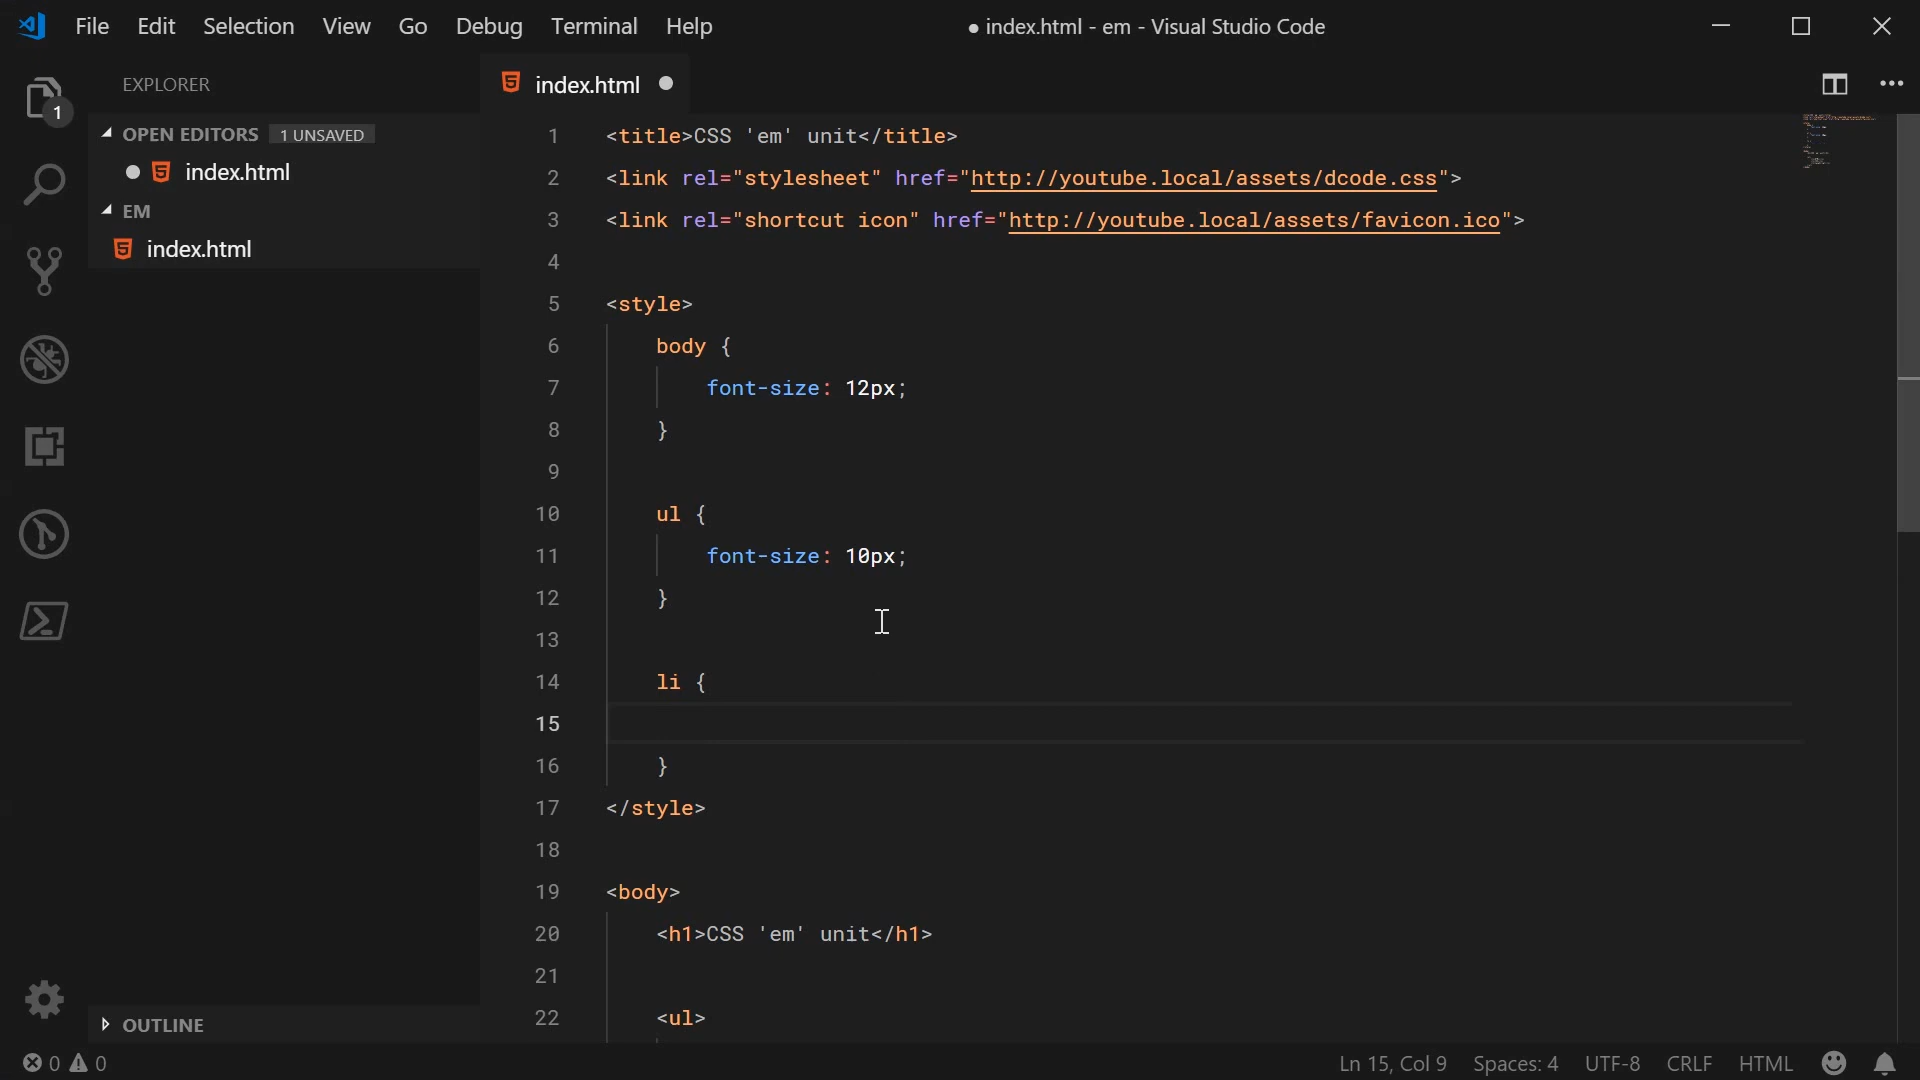 File Edit Selection View Go Debug Terminal Help
● index.html - em - Visual Studio Code
EXPLORER
1
OPEN EDITORS 1 UNSAVED
index.html
EM
index.html
OUTLINE
index.html
1 <title>CSS 'em' unit</title>
2 <link rel="stylesheet" href="http://youtube.local/assets/dcode.css">
3 <link rel="shortcut icon" href="http://youtube.local/assets/favicon.ico">
4
5 <style>
6 body {
7 font-size: 12px;
8 }
9
10 ul {
11 font-size: 10px;
12 }
13
14 li {
15
16 }
17 </style>
18
19 <body>
20 <h1>CSS 'em' unit</h1>
21
22 <ul>
0 0
Ln 15, Col 9 Spaces: 4 UTF-8 CRLF HTML